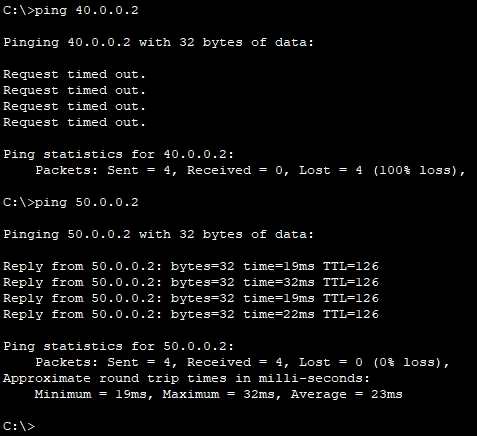 C:\>ping 40.0.0.2
Pinging 40.0.0.2 with 32 bytes of data:
Request timed out.
Request timed out.
Request timed out.
Request timed out.
Ping statistics for 40.0.0.2:
    Packets: Sent = 4, Received = 0, Lost = 4 (100% loss),
C:\>ping 50.0.0.2
Pinging 50.0.0.2 with 32 bytes of data:
Reply from 50.0.0.2: bytes=32 time=19ms TTL=126
Reply from 50.0.0.2: bytes=32 time=32ms TTL=126
Reply from 50.0.0.2: bytes=32 time=19ms TTL=126
Reply from 50.0.0.2: bytes=32 time=22ms TTL=126
Ping statistics for 50.0.0.2:
    Packets: Sent = 4, Received = 4, Lost = 0 (0% loss),
Approximate round trip times in milli-seconds:
    Minimum = 19ms, Maximum = 32ms, Average = 23ms
C:\>